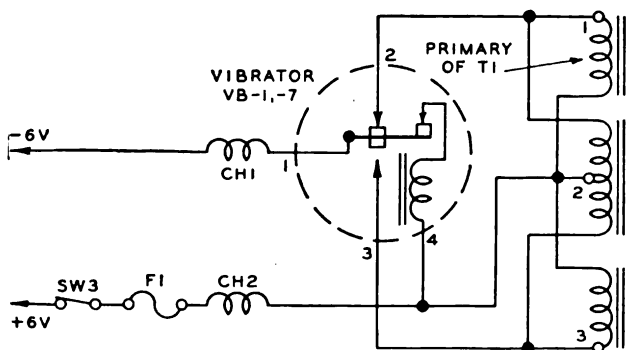 1
PRIMARY
OF T1
2
VIBRATOR
VB-1,-7
-6V
CH1
1
2
3
4
SW3
F1
CH2
+6V
3